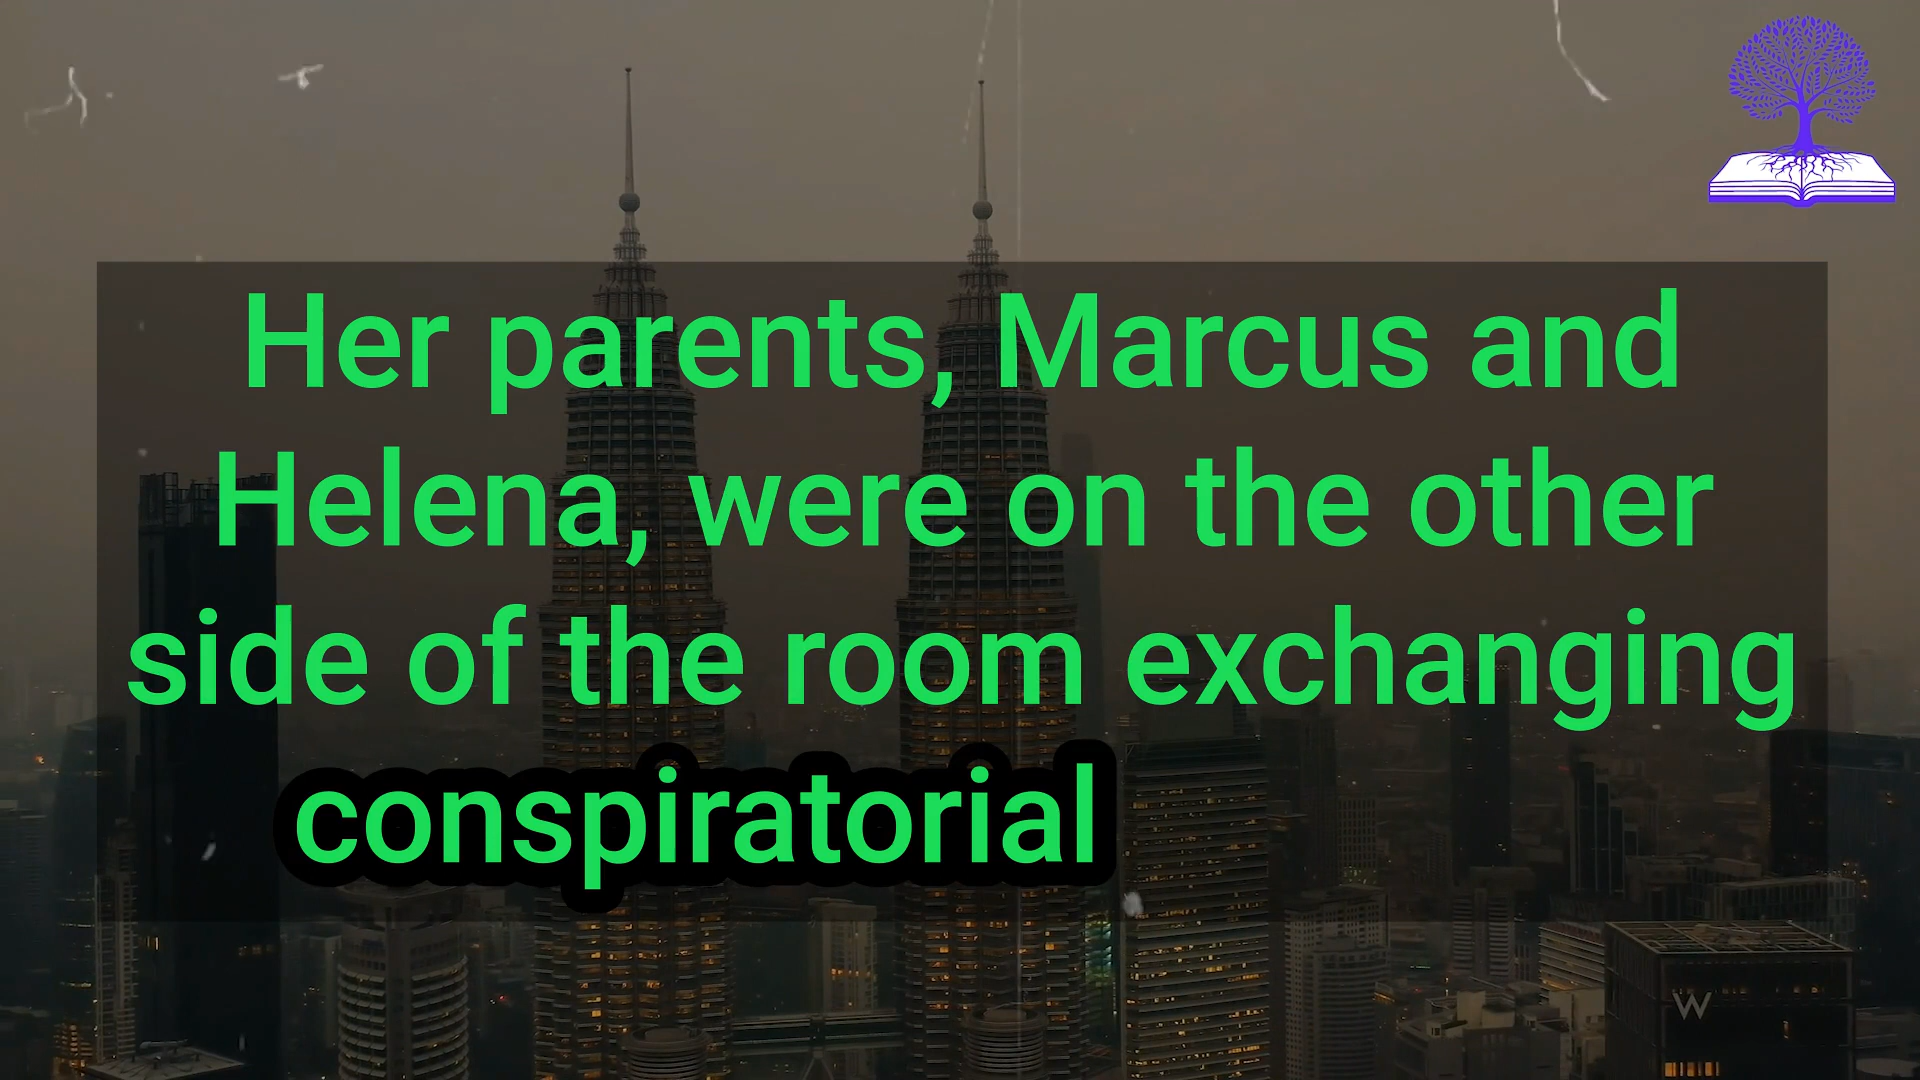 Her parents, Marcus and
Helena, were on the other
side of the room exchanging
conspiratorial
W